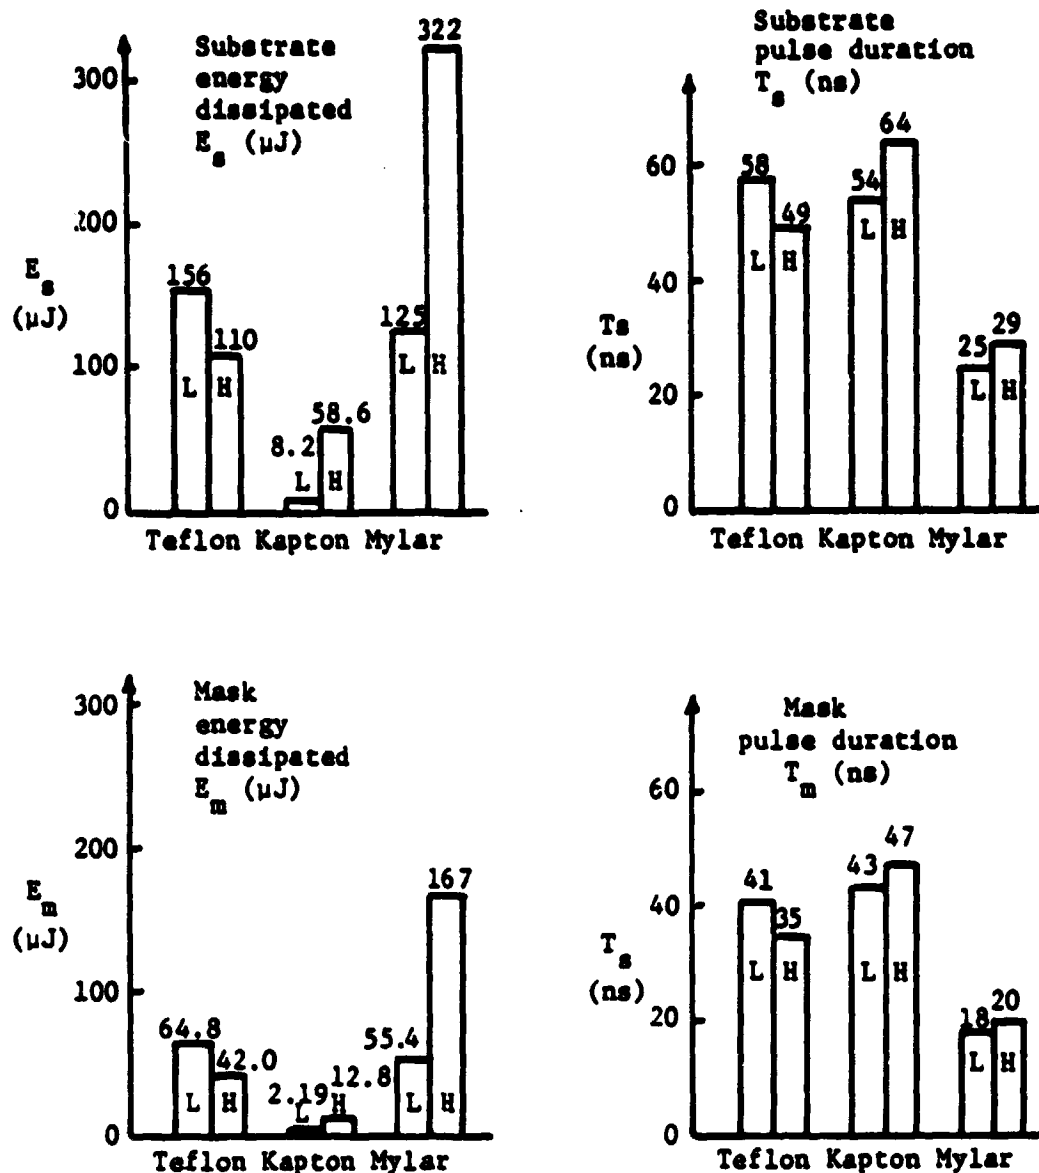 Substrate
energy
dissipated
E_s (µJ)
300
200
100
0
E_s
(µJ)
156
110
8.2
58.6
125
322
L H
L H
L H
Teflon Kapton Mylar
Substrate
pulse duration
T_s (ns)
60
40
20
0
Ts
(ns)
58
49
54
64
25
29
L H
L H
L H
Teflon Kapton Mylar
Mask
energy
dissipated
E_m (µJ)
300
200
100
0
E_m
(µJ)
64.8
42.0
2.19
12.8
55.4
167
L H
L H
L H
Teflon Kapton Mylar
Mask
pulse duration
T_m (ns)
60
40
20
0
T_s
(ns)
41
35
43
47
18
20
L H
L H
L H
Teflon Kapton Mylar